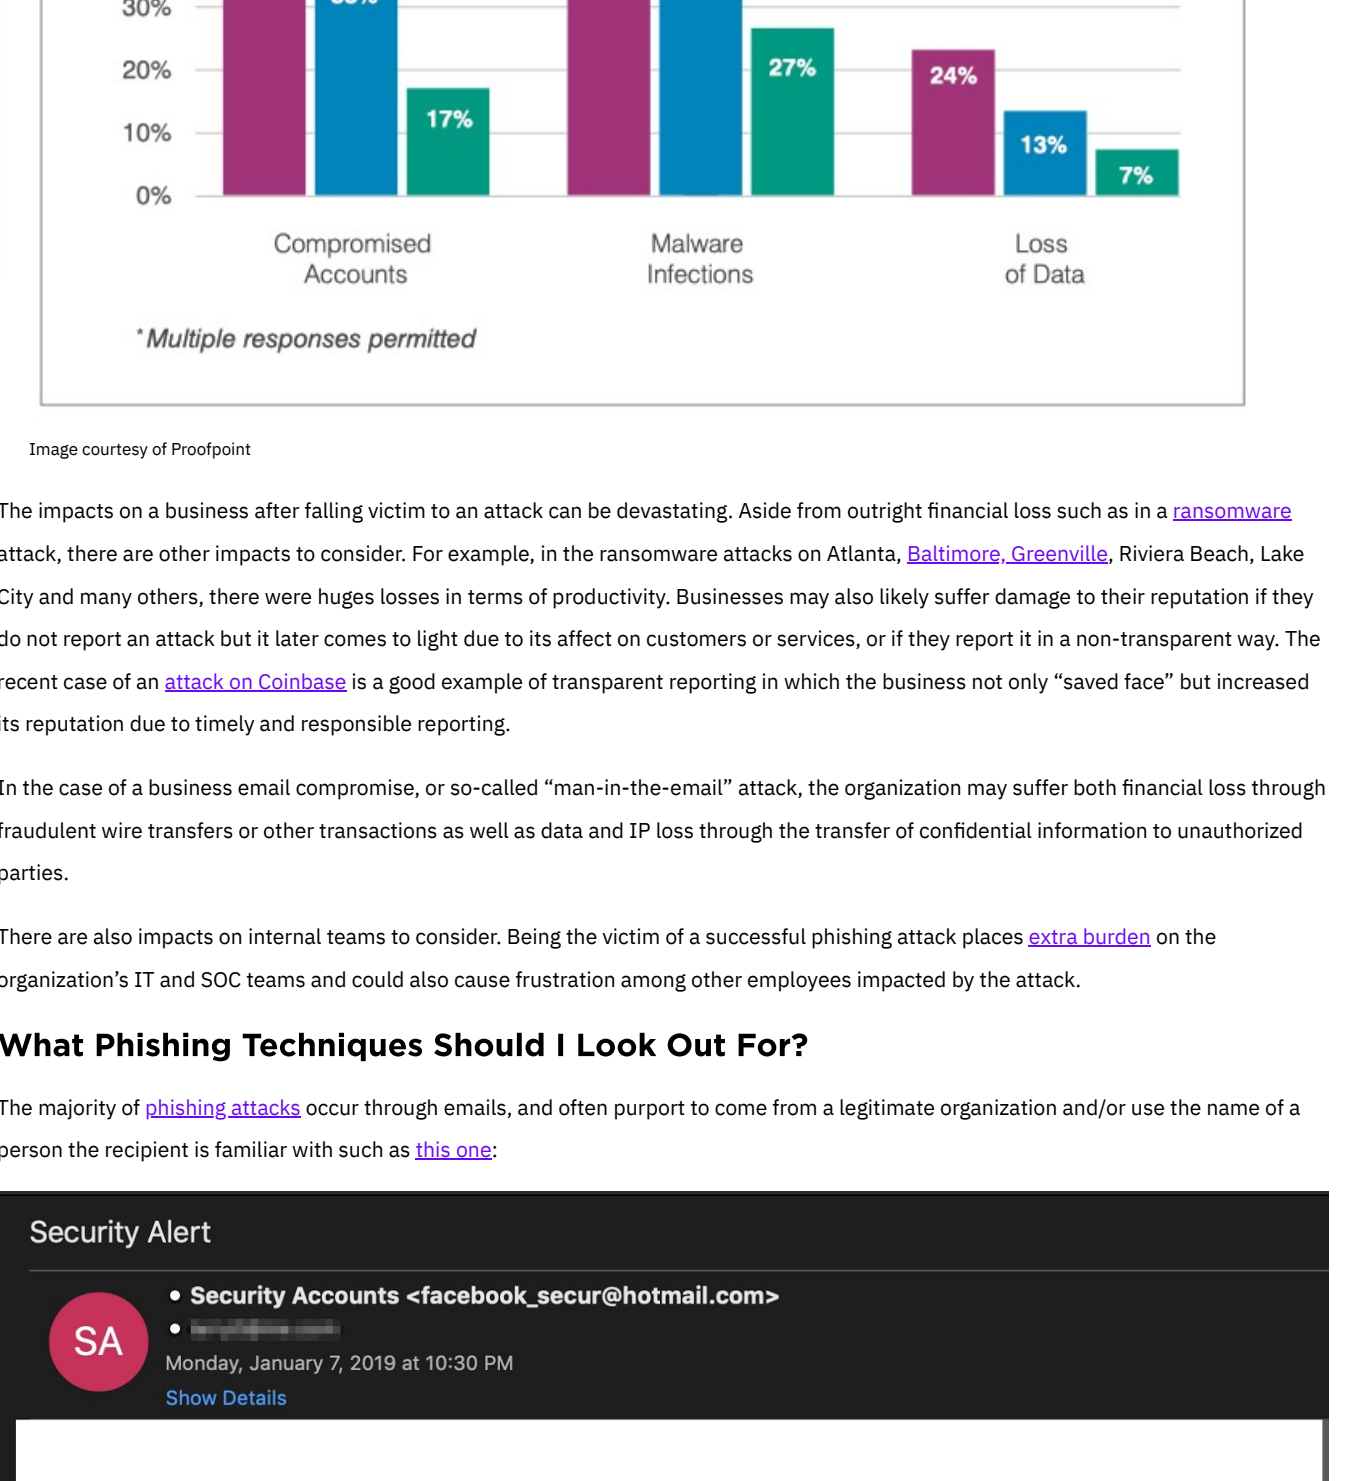 30%
20%
27%
24%
17%
10%
13%
7%
0%
Compromised
Accounts
Malware
Infections
Loss
of Data
*Multiple responses permitted
Image courtesy of Proofpoint
The impacts on a business after falling victim to an attack can be devastating. Aside from outright financial loss such as in a ransomware
attack, there are other impacts to consider. For example, in the ransomware attacks on Atlanta, Baltimore, Greenville, Riviera Beach, Lake
City and many others, there were huges losses in terms of productivity. Businesses may also likely suffer damage to their reputation if they
do not report an attack but it later comes to light due to its affect on customers or services, or if they report it in a non-transparent way. The
recent case of an attack on Coinbase is a good example of transparent reporting in which the business not only “saved face” but increased
its reputation due to timely and responsible reporting.
In the case of a business email compromise, or so-called “man-in-the-email” attack, the organization may suffer both financial loss through
fraudulent wire transfers or other transactions as well as data and IP loss through the transfer of confidential information to unauthorized
parties.
There are also impacts on internal teams to consider. Being the victim of a successful phishing attack places extra burden on the
organization’s IT and SOC teams and could also cause frustration among other employees impacted by the attack.
What Phishing Techniques Should I Look Out For?
The majority of phishing attacks occur through emails, and often purport to come from a legitimate organization and/or use the name of a
person the recipient is familiar with such as this one:
Security Alert
SA
• Security Accounts <facebook_secur@hotmail.com>
•
Monday, January 7, 2019 at 10:30 PM
Show Details